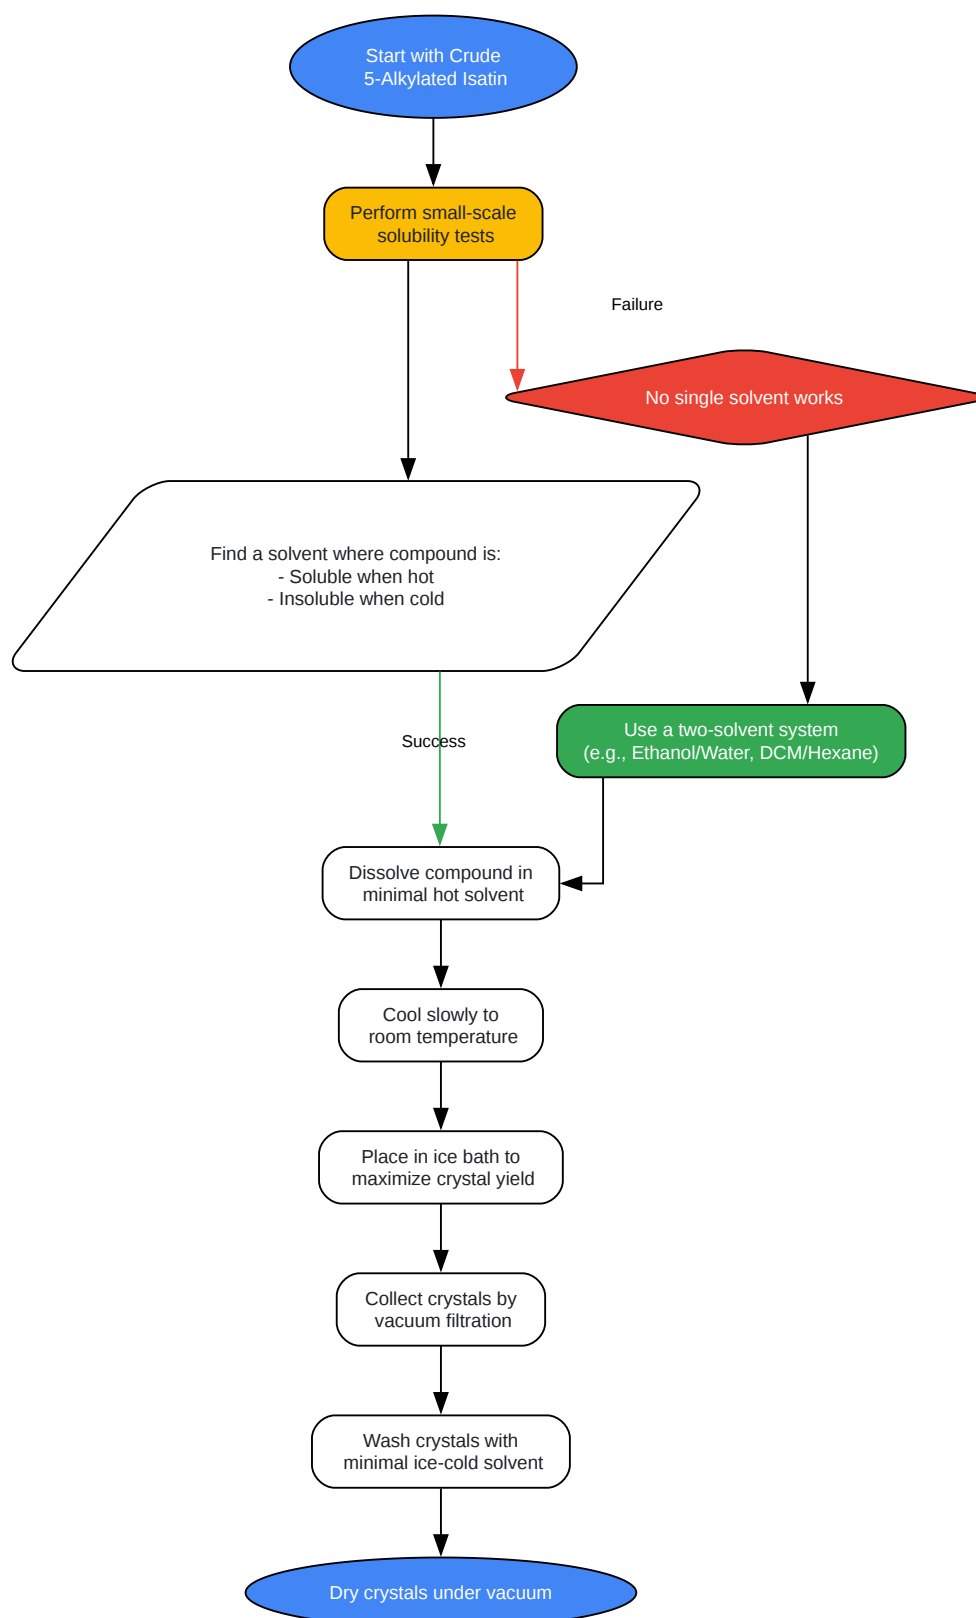 Start with Crude
5-Alkylated Isatin
Perform small-scale
solubility tests
Failure
No single solvent works
Find a solvent where compound is:
- Soluble when hot
- Insoluble when cold
Use a two-solvent system
(e.g., Ethanol/Water, DCM/Hexane)
Success
Dissolve compound in
minimal hot solvent
Cool slowly to
room temperature
Place in ice bath to
maximize crystal yield
Collect crystals by
vacuum filtration
Wash crystals with
minimal ice-cold solvent
Dry crystals under vacuum